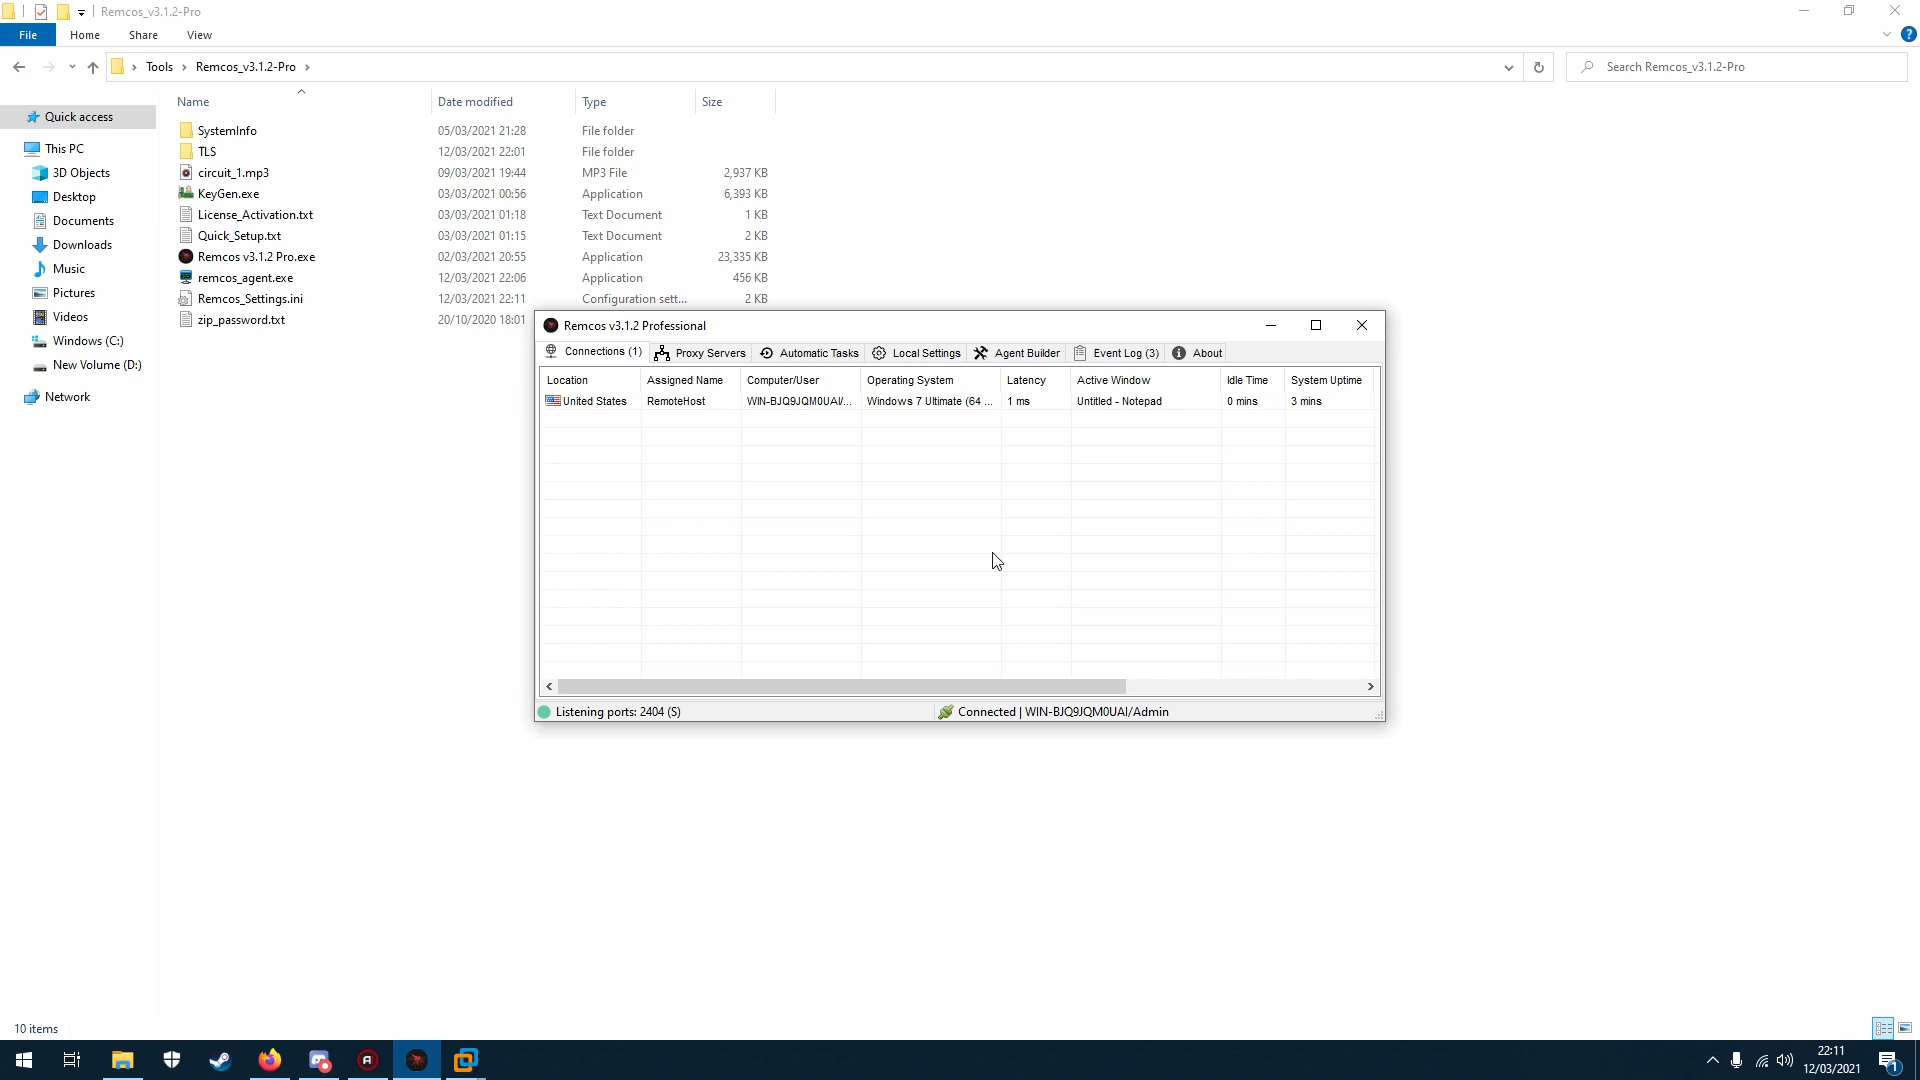 Remcos_v3.1.2-Pro
File Home Share View
Tools Remcos_v3.1.2-Pro
Search Remcos_v3.1.2-Pro
Quick access
This PC
3D Objects
Desktop
Documents
Downloads
Music
Pictures
Videos
Windows (C:)
New Volume (D:)
Network
Name Date modified Type Size
SystemInfo 05/03/2021 21:28 File folder
TLS 12/03/2021 22:01 File folder
circuit_1.mp3 09/03/2021 19:44 MP3 File 2,937 KB
KeyGen.exe 03/03/2021 00:56 Application 6,393 KB
License_Activation.txt 03/03/2021 01:18 Text Document 1 KB
Quick_Setup.txt 03/03/2021 01:15 Text Document 2 KB
Remcos v3.1.2 Pro.exe 02/03/2021 20:55 Application 23,335 KB
remcos_agent.exe 12/03/2021 22:06 Application 456 KB
Remcos_Settings.ini 12/03/2021 22:11 Configuration sett... 2 KB
zip_password.txt 20/10/2020 18:01
Remcos v3.1.2 Professional
Connections (1) Proxy Servers Automatic Tasks Local Settings Agent Builder Event Log (3) About
Location Assigned Name Computer/User Operating System Latency Active Window Idle Time System Uptime
United States RemoteHost WIN-BJQ9JQM0UAI/... Windows 7 Ultimate (64 ... 1 ms Untitled - Notepad 0 mins 3 mins
Listening ports: 2404 (S) Connected | WIN-BJQ9JQM0UAI/Admin
10 items
22:11
12/03/2021
1